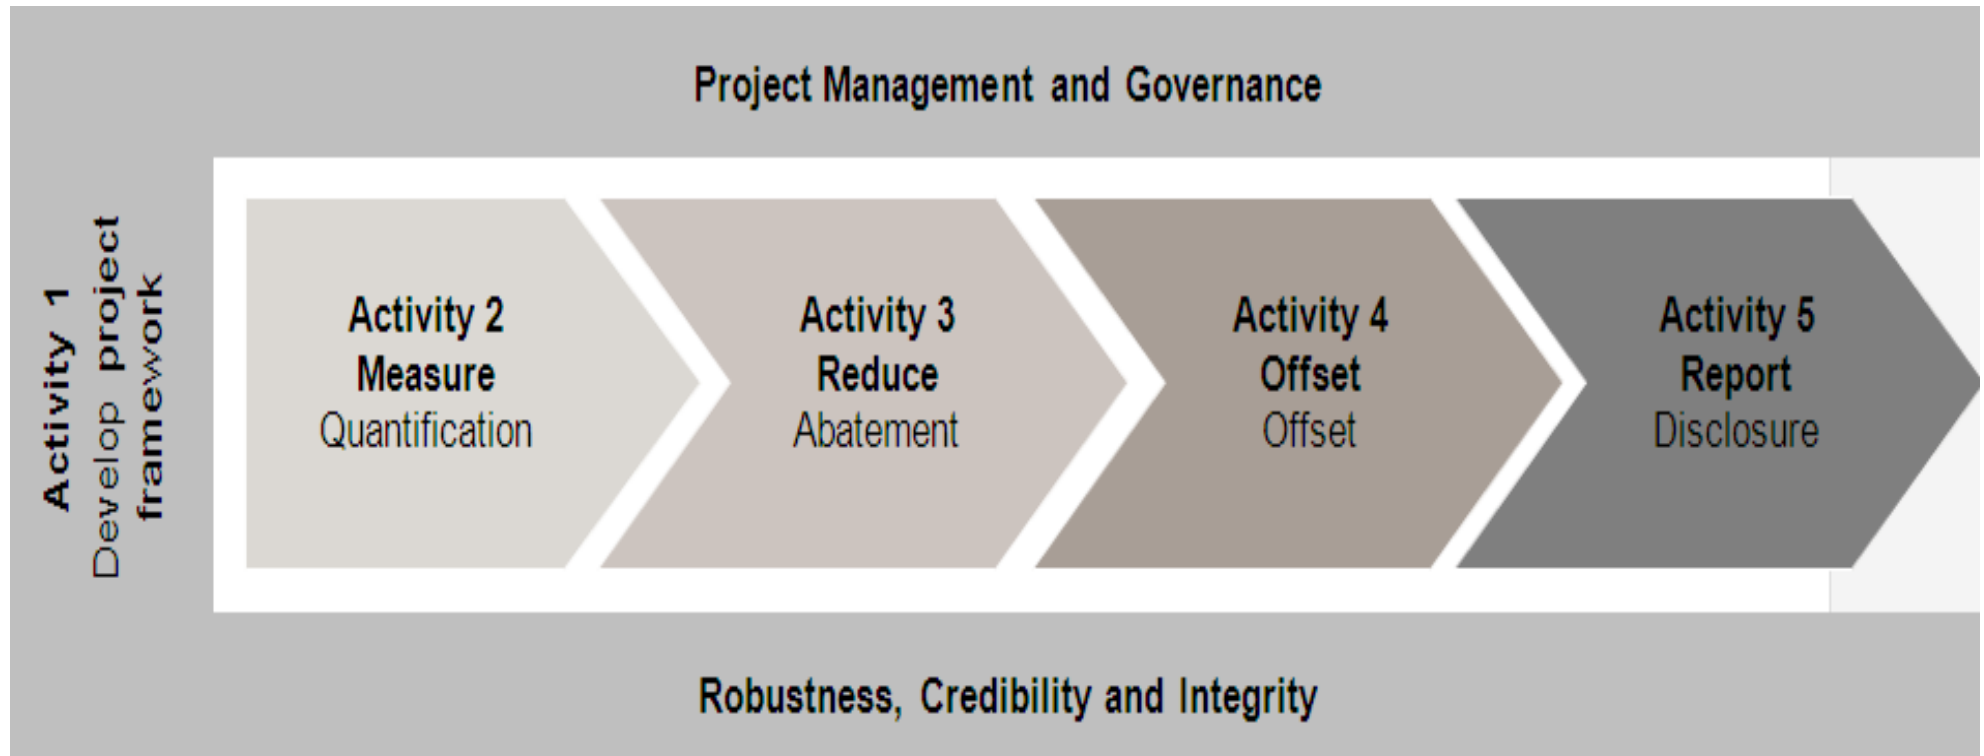 Project Management and Governance
Activity 1
Develop project
framework
Activity 2
Measure
Quantification
Activity 3
Reduce
Abatement
Activity 4
Offset
Offset
Activity 5
Report
Disclosure
Robustness, Credibility and Integrity